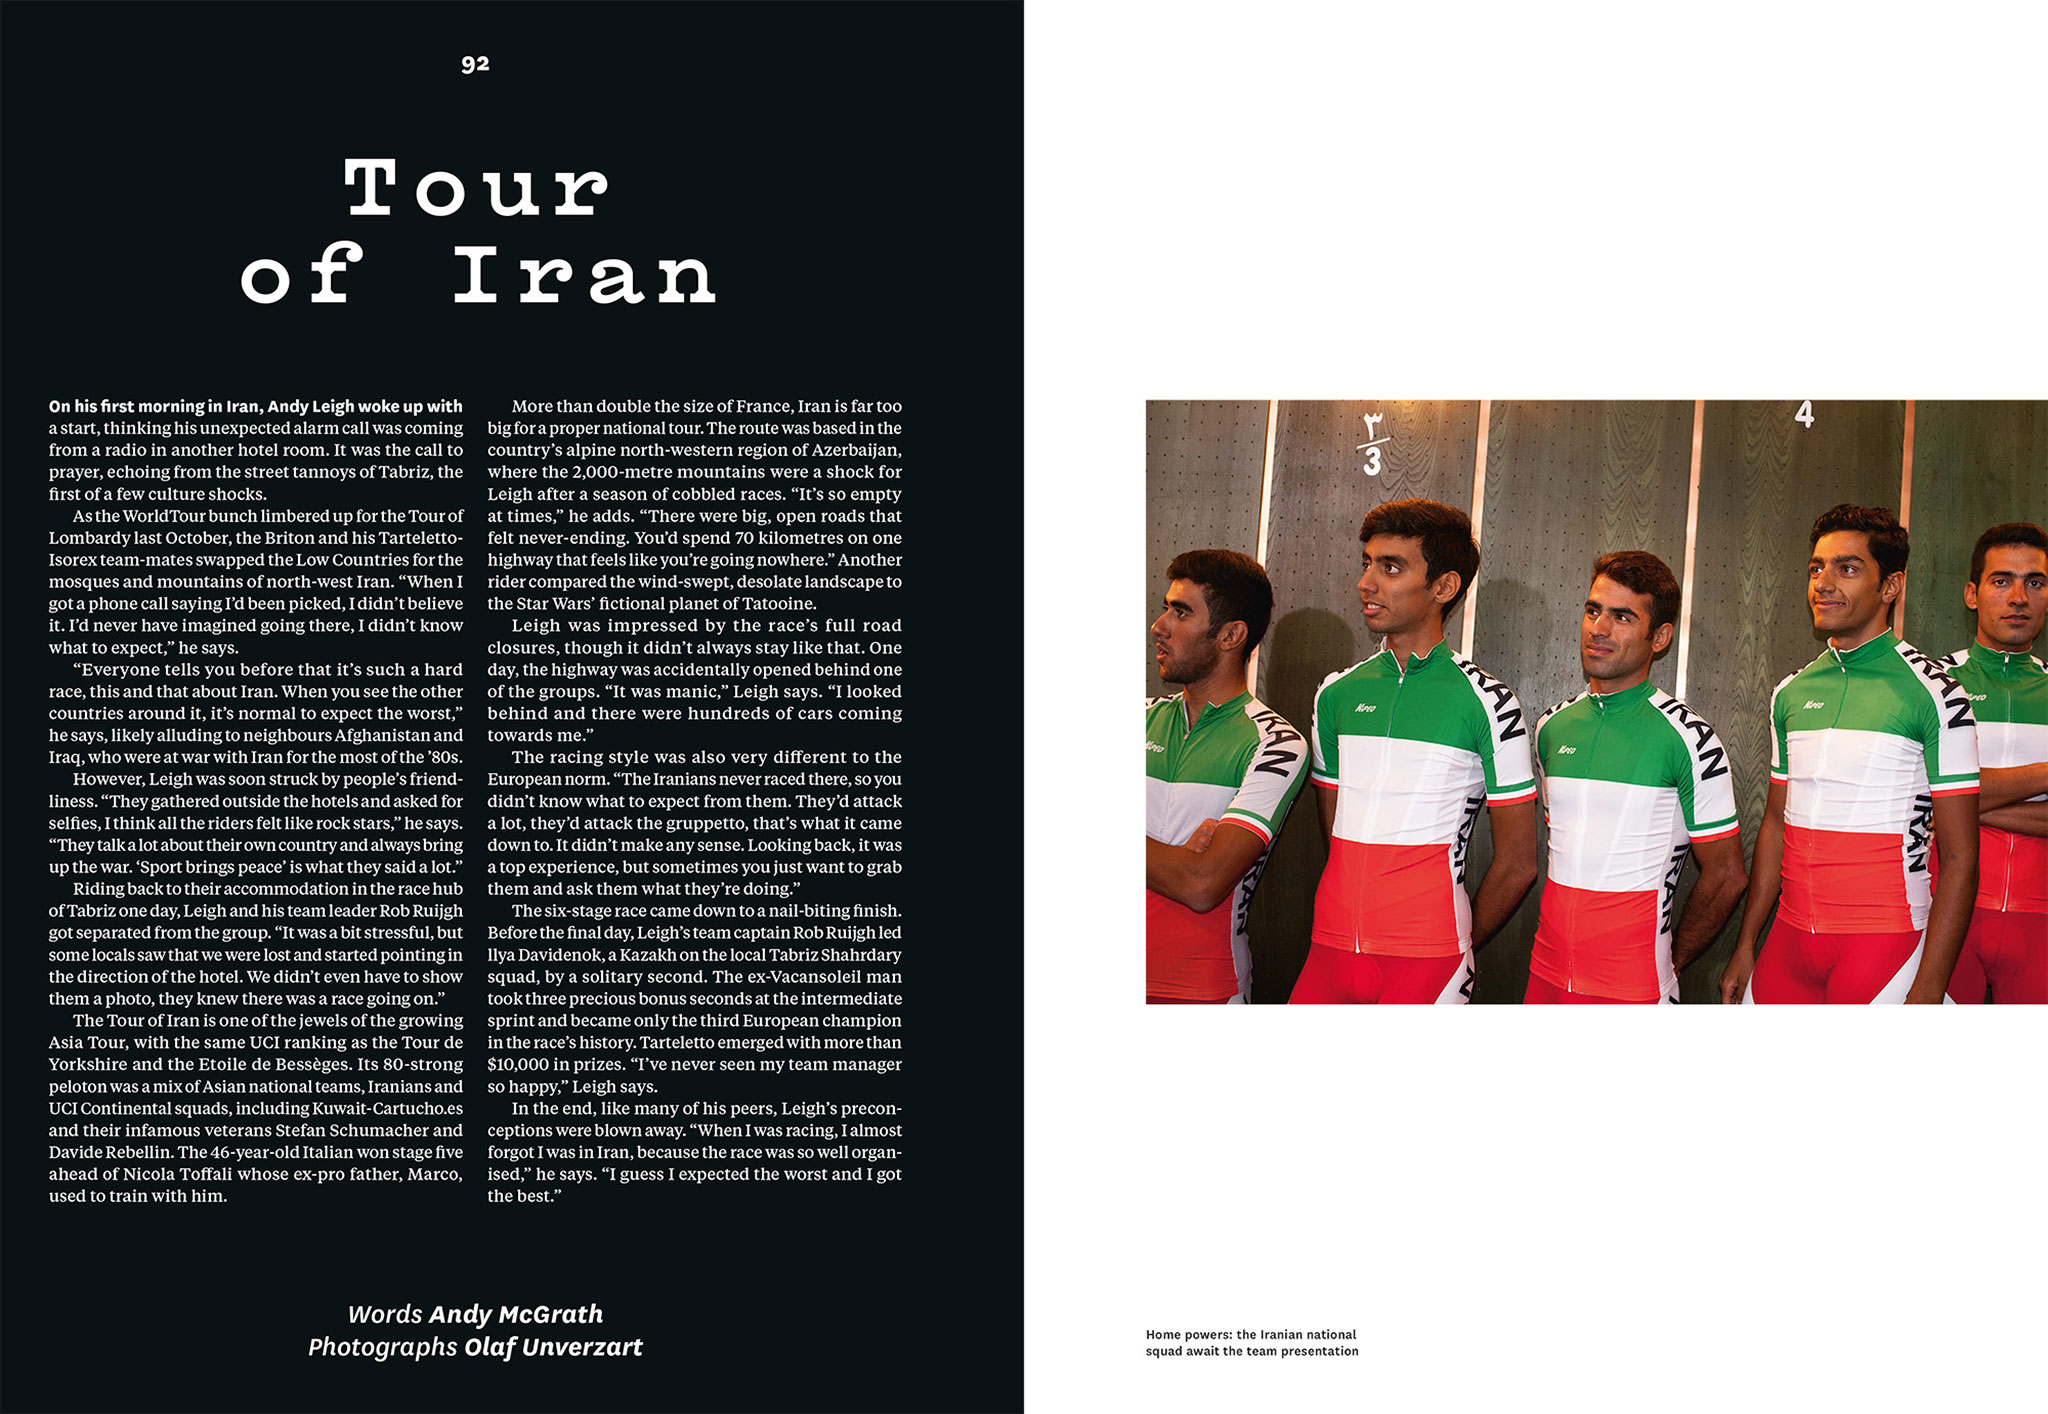 92
Tour
of Iran
On his first morning in Iran, Andy Leigh woke up with
a start, thinking his unexpected alarm call was coming
from a radio in another hotel room. It was the call to
prayer, echoing from the street tannoys of Tabriz, the
first of a few culture shocks.
As the WorldTour bunch limbered up for the Tour of
Lombardy last October, the Briton and his Tarteletto-
Isorex team-mates swapped the Low Countries for the
mosques and mountains of north-west Iran. “When I
got a phone call saying I’d been picked, I didn’t believe
it. I’d never have imagined going there, I didn’t know
what to expect,” he says.
“Everyone tells you before that it’s such a hard
race, this and that about Iran. When you see the other
countries around it, it’s normal to expect the worst,”
he says, likely alluding to neighbours Afghanistan and
Iraq, who were at war with Iran for the most of the ’80s.
However, Leigh was soon struck by people’s friend-
liness. “They gathered outside the hotels and asked for
selfies, I think all the riders felt like rock stars,” he says.
“They talk a lot about their own country and always bring
up the war. ‘Sport brings peace’ is what they said a lot.”
Riding back to their accommodation in the race hub
of Tabriz one day, Leigh and his team leader Rob Ruijgh
got separated from the group. “It was a bit stressful, but
some locals saw that we were lost and started pointing in
the direction of the hotel. We didn’t even have to show
them a photo, they knew there was a race going on.”
The Tour of Iran is one of the jewels of the growing
Asia Tour, with the same UCI ranking as the Tour de
Yorkshire and the Etoile de Bessèges. Its 80-strong
peloton was a mix of Asian national teams, Iranians and
UCI Continental squads, including Kuwait-Cartucho.es
and their infamous veterans Stefan Schumacher and
Davide Rebellin. The 46-year-old Italian won stage five
ahead of Nicola Toffali whose ex-pro father, Marco,
used to train with him.
More than double the size of France, Iran is far too
big for a proper national tour. The route was based in the
country’s alpine north-western region of Azerbaijan,
where the 2,000-metre mountains were a shock for
Leigh after a season of cobbled races. “It’s so empty
at times,” he adds. “There were big, open roads that
felt never-ending. You’d spend 70 kilometres on one
highway that feels like you’re going nowhere.” Another
rider compared the wind-swept, desolate landscape to
the Star Wars’ fictional planet of Tatooine.
Leigh was impressed by the race’s full road
closures, though it didn’t always stay like that. One
day, the highway was accidentally opened behind one
of the groups. “It was manic,” Leigh says. “I looked
behind and there were hundreds of cars coming
towards me.”
The racing style was also very different to the
European norm. “The Iranians never raced there, so you
didn’t know what to expect from them. They’d attack
a lot, they’d attack the gruppetto, that’s what it came
down to. It didn’t make any sense. Looking back, it was
a top experience, but sometimes you just want to grab
them and ask them what they’re doing.”
The six-stage race came down to a nail-biting finish.
Before the final day, Leigh’s team captain Rob Ruijgh led
Ilya Davidenok, a Kazakh on the local Tabriz Shahrdary
squad, by a solitary second. The ex-Vacansoleil man
took three precious bonus seconds at the intermediate
sprint and became only the third European champion
in the race’s history. Tarteletto emerged with more than
$10,000 in prizes. “I’ve never seen my team manager
so happy,” Leigh says.
In the end, like many of his peers, Leigh’s precon-
ceptions were blown away. “When I was racing, I almost
forgot I was in Iran, because the race was so well organ-
ised,” he says. “I guess I expected the worst and I got
the best.”
Words Andy McGrath
Photographs Olaf Unverzart
۳
3
4
IRAN
IRAN
IRAN
IRAN
IRAN
IRAN
IRAN
IRAN
Home powers: the Iranian national
squad await the team presentation